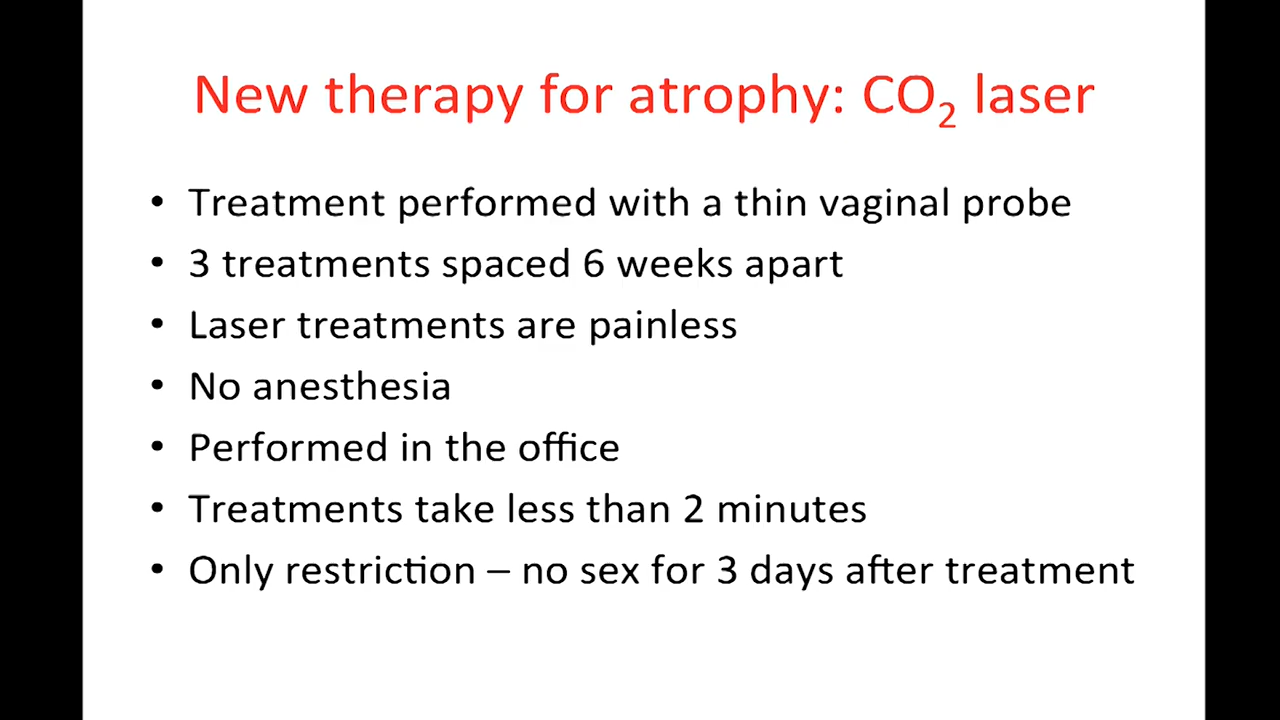 New therapy for atrophy: CO₂ laser
• Treatment performed with a thin vaginal probe
• 3 treatments spaced 6 weeks apart
• Laser treatments are painless
• No anesthesia
• Performed in the office
• Treatments take less than 2 minutes
• Only restriction – no sex for 3 days after treatment